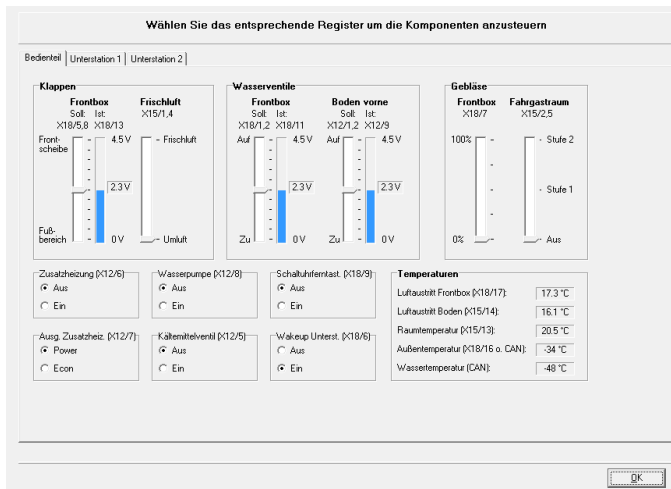 Wählen Sie das entsprechende Register um die Komponenten anzusteuern
Bedienteil Unterstation 1 Unterstation 2
Klappen
Frontbox Frischluft
Soll: Ist: X15/1,4
X18/5,8 X18/13
Front-scheibe 4.5 V Frischluft
2.3 V
Fuß-bereich 0 V Umluft
Wasserventile
Frontbox Boden vorne
Soll: Ist: Soll: Ist:
X18/1,2 X18/11 X12/1,2 X12/9
Auf 4.5 V Auf 4.5 V
2.3 V 2.3 V
Zu 0 V Zu 0 V
Gebläse
Frontbox Fahrgastraum
X18/7 X15/2,5
100% Stufe 2
Stufe 1
0% Aus
Zusatzheizung (X12/6)
Aus
Ein
Wasserpumpe (X12/8)
Aus
Ein
Schaltuhrferntast. (X18/9)
Aus
Ein
Ausg. Zusatzheiz. (X12/7)
Power
Econ
Kältemittelventil (X12/5)
Aus
Ein
Wakeup Unterst. (X18/6)
Aus
Ein
Temperaturen
Luftaustritt Frontbox (X18/17): 17.3 °C
Luftaustritt Boden (X15/14): 16.1 °C
Raumtemperatur (X15/13): 20.5 °C
Außentemperatur (X18/16 o. CAN): -34 °C
Wassertemperatur (CAN): -48 °C
OK